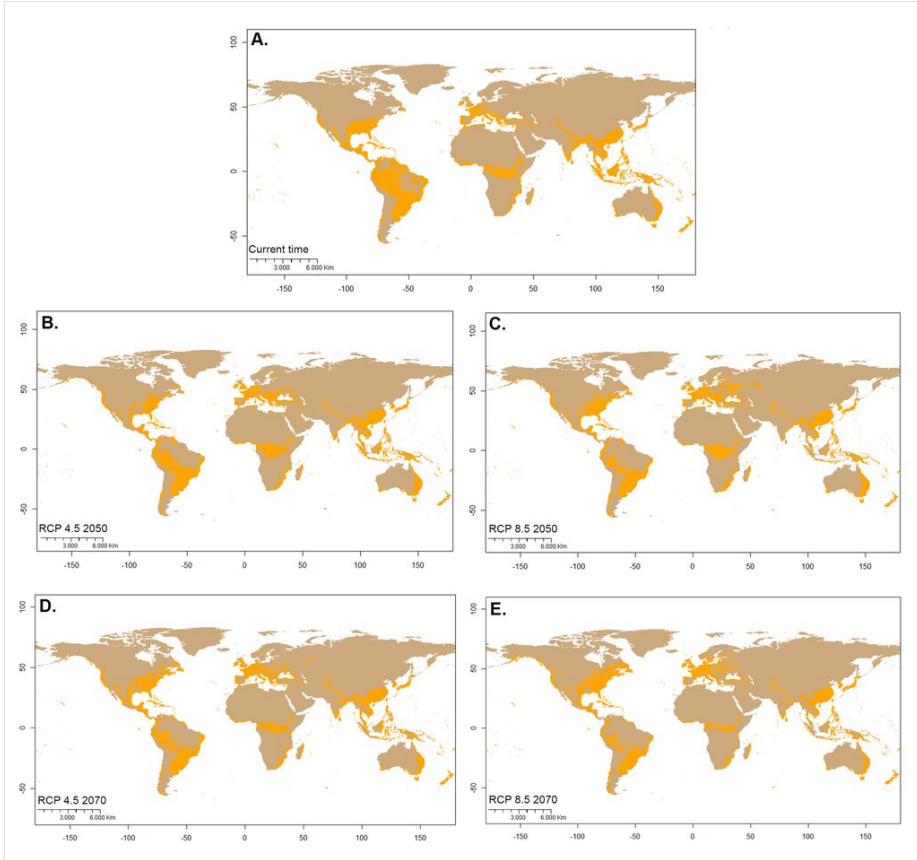 A.
100
50
0
-50
Current time
3.000 6.000 Km
-150 -100 -50 0 50 100 150
B.
100
50
0
-50
RCP 4.5 2050
3.000 6.000 Km
-150 -100 -50 0 50 100 150
C.
100
50
0
-50
RCP 8.5 2050
3.000 6.000 Km
-150 -100 -50 0 50 100 150
D.
100
50
0
-50
RCP 4.5 2070
3.000 6.000 Km
-150 -100 -50 0 50 100 150
E.
100
50
0
-50
RCP 8.5 2070
3.000 6.000 Km
-150 -100 -50 0 50 100 150